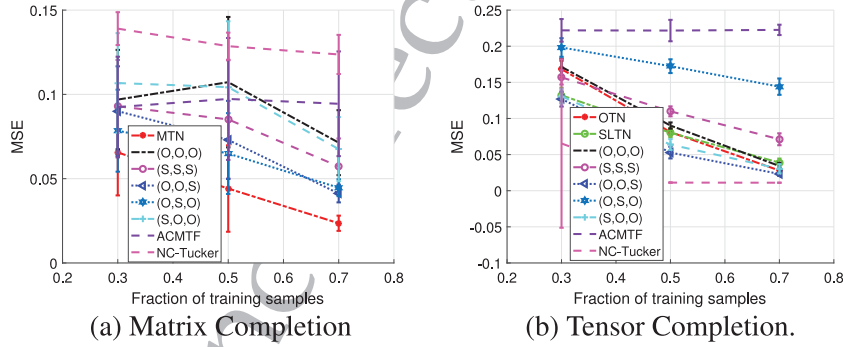 0.15
0.1
0.05
0
0.2 0.3 0.4 0.5 0.6 0.7 0.8
MSE
Fraction of training samples
MTN
(O,O,O)
(S,S,S)
(O,O,S)
(O,S,O)
(S,O,O)
ACMTF
NC-Tucker
(a) Matrix Completion
0.25
0.2
0.15
0.1
0.05
0
-0.05
-0.1
0.2 0.3 0.4 0.5 0.6 0.7 0.8
MSE
Fraction of training samples
OTN
SLTN
(O,O,O)
(S,S,S)
(O,O,S)
(O,S,O)
(S,O,O)
ACMTF
NC-Tucker
(b) Tensor Completion.